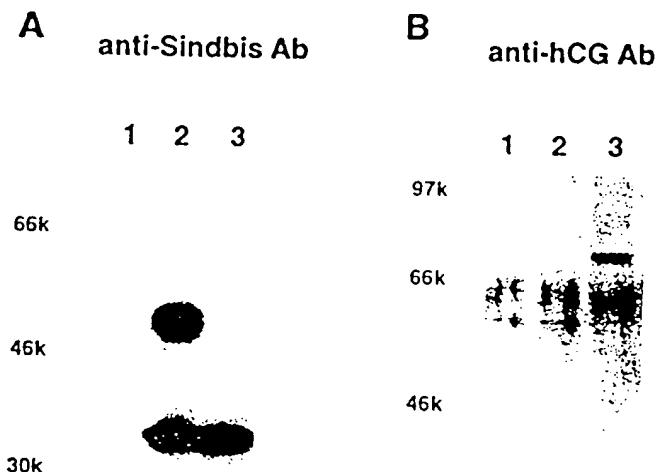 A
anti-Sindbis Ab
1 2 3
66k
46k
30k
B
anti-hCG Ab
1 2 3
97k
66k
46k